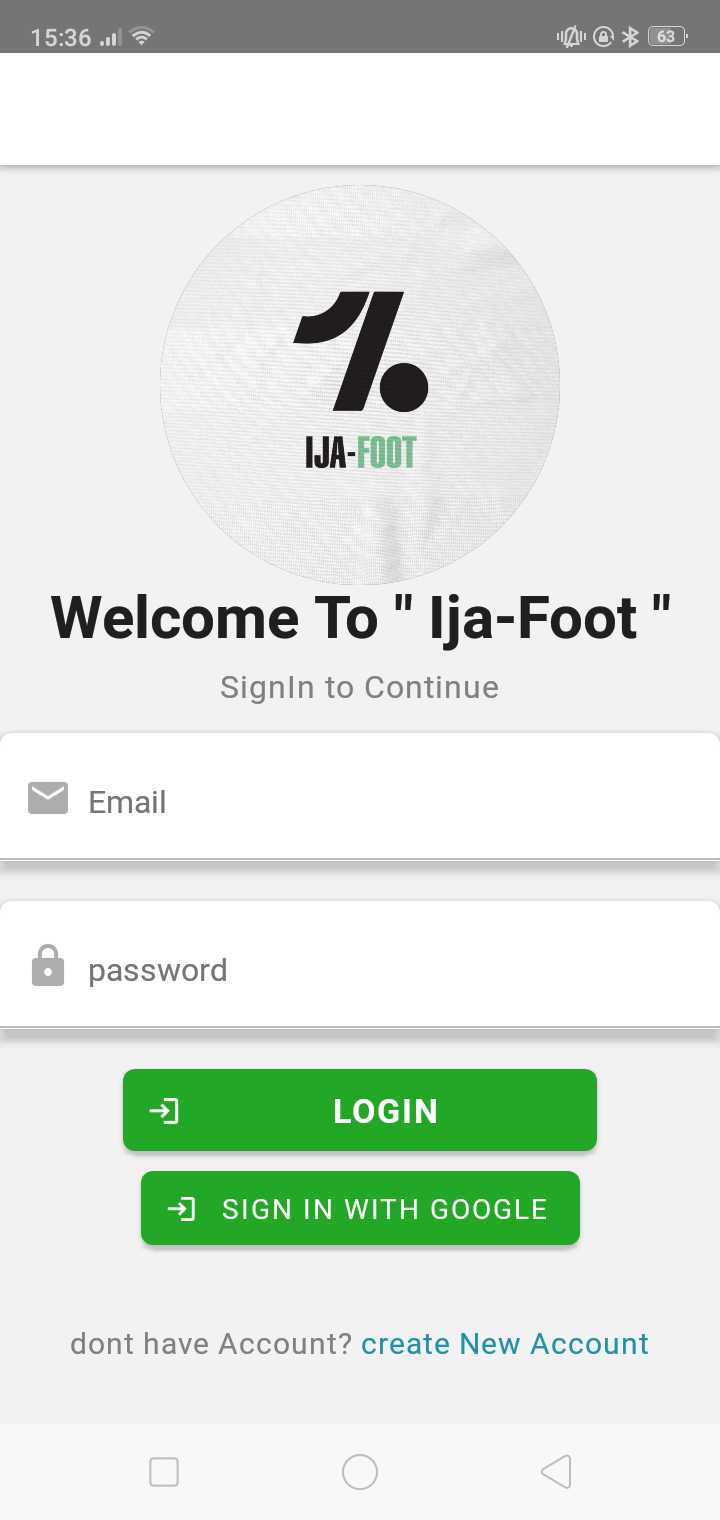 15:36
63
IJA-FOOT
Welcome To " Ija-Foot "
SignIn to Continue
Email
password
LOGIN
SIGN IN WITH GOOGLE
dont have Account? create New Account